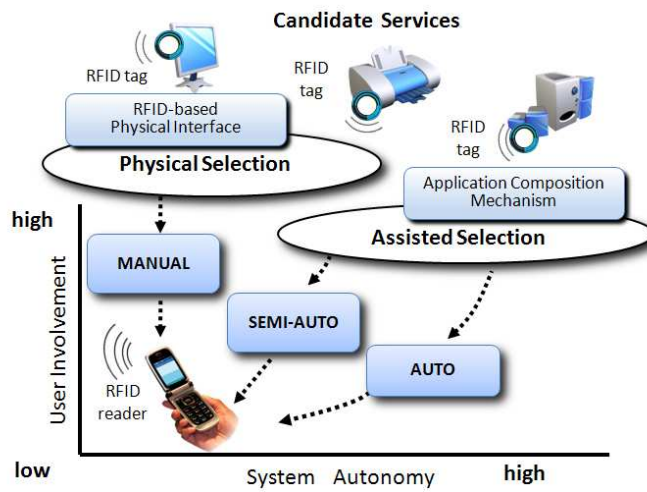 Candidate Services
RFID tag
RFID
tag
RFID
tag
RFID-based
Physical Interface
Physical Selection
Application Composition
Mechanism
Assisted Selection
high
MANUAL
SEMI-AUTO
AUTO
User Involvement
RFID
reader
low
System Autonomy
high